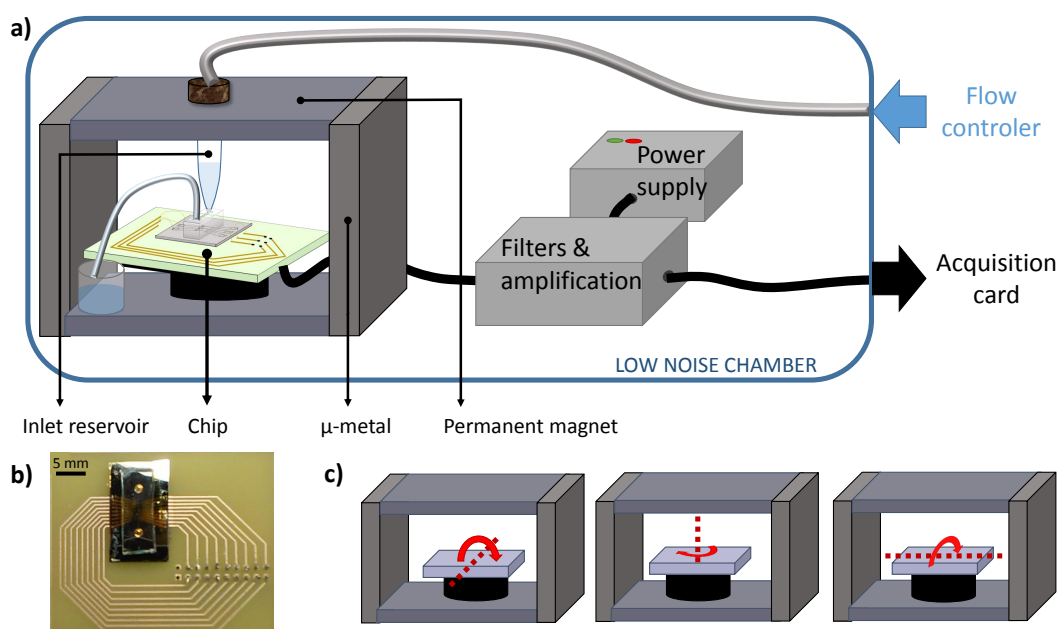 a)
Flow
controler
Power
supply
Filters &
amplification
Acquisition
card
LOW NOISE CHAMBER
Inlet reservoir
Chip
μ-metal
Permanent magnet
b)
5 mm
c)